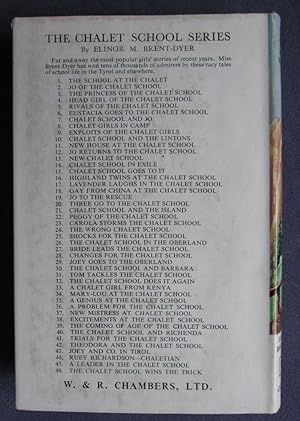 THE CHALET SCHOOL SERIES
By ELINOR M. BRENT-DYER
Far and away the most popular girls' stories of recent years. Miss
Brent-Dyer has won tens of thousands of admirers by these racy tales
of school life in the Tyrol and elsewhere.
1. THE SCHOOL AT THE CHALET
2. JO OF THE CHALET SCHOOL
3. THE PRINCESS OF THE CHALET SCHOOL
4. HEAD GIRL OF THE CHALET SCHOOL
5. RIVALS OF THE CHALET SCHOOL
6. EUSTACIA GOES TO THE CHALET SCHOOL
7. CHALET SCHOOL AND JO
8. CHALET GIRLS IN CAMP
9. EXPLOITS OF THE CHALET GIRLS
10. CHALET SCHOOL AND THE LINTONS
11. NEW HOUSE AT THE CHALET SCHOOL
12. JO RETURNS TO THE CHALET SCHOOL
13. NEW CHALET SCHOOL
14. CHALET SCHOOL IN EXILE
15. CHALET SCHOOL GOES TO IT
16. HIGHLAND TWINS AT THE CHALET SCHOOL
17. LAVENDER LAUGHS IN THE CHALET SCHOOL
18. GAY FROM CHINA AT THE CHALET SCHOOL
19. JO TO THE RESCUE
20. THREE GO TO THE CHALET SCHOOL
21. CHALET SCHOOL AND THE ISLAND
22. PEGGY OF THE CHALET SCHOOL
23. CAROLA STORMS THE CHALET SCHOOL
24. THE WRONG CHALET SCHOOL
25. SHOCKS FOR THE CHALET SCHOOL
26. THE CHALET SCHOOL IN THE OBERLAND
27. BRIDE LEADS THE CHALET SCHOOL
28. CHANGES FOR THE CHALET SCHOOL
29. JOEY GOES TO THE OBERLAND
30. THE CHALET SCHOOL AND BARBARA
31. TOM TACKLES THE CHALET SCHOOL
32. THE CHALET SCHOOL DOES IT AGAIN
33. A CHALET GIRL FROM KENYA
34. MARY-LOU AT THE CHALET SCHOOL
35. A GENIUS AT THE CHALET SCHOOL
36. A PROBLEM FOR THE CHALET SCHOOL
37. NEW MISTRESS AT CHALET SCHOOL
38. EXCITEMENTS AT THE CHALET SCHOOL
39. THE COMING OF AGE OF THE CHALET SCHOOL
40. THE CHALET SCHOOL AND RICHENDA
41. TRIALS FOR THE CHALET SCHOOL
42. THEODORA AND THE CHALET SCHOOL
43. JOEY AND CO. IN TIROL
44. RUEY RICHARDSON—CHALETIAN
45. A LEADER IN THE CHALET SCHOOL
46. THE CHALET SCHOOL WINS THE TRICK
W. & R. CHAMBERS, LTD.